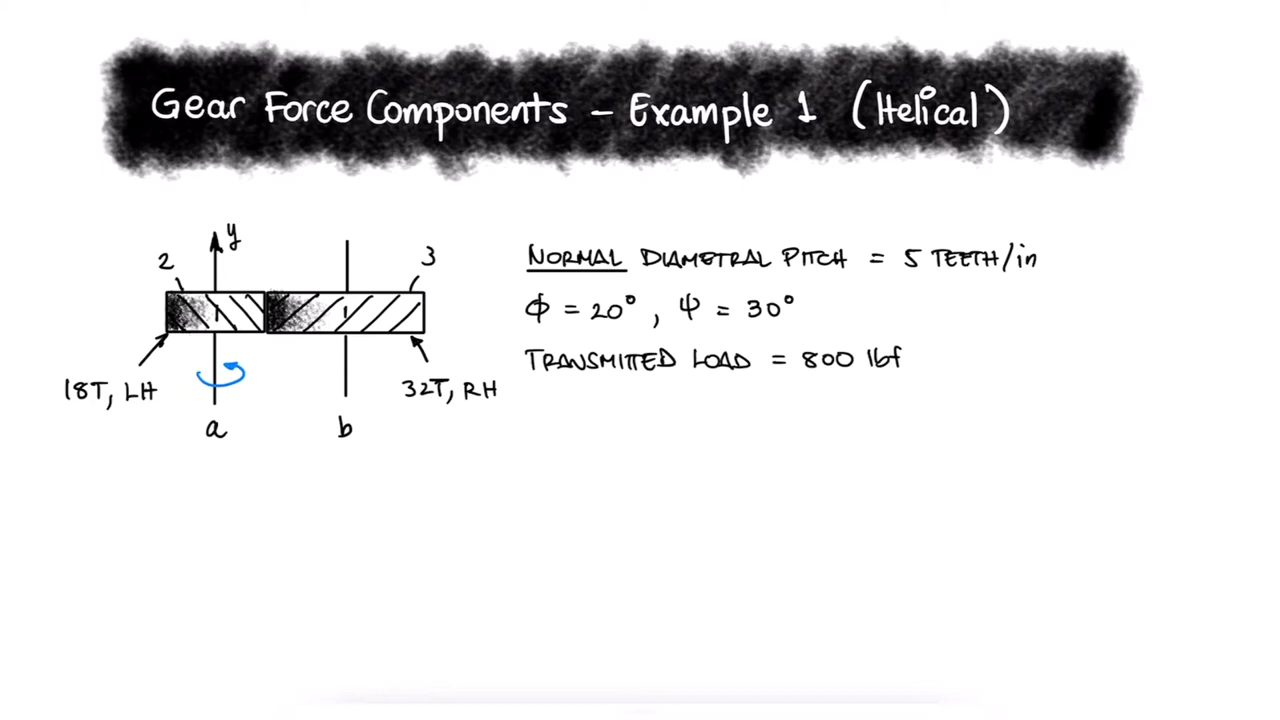 Gear Force Components - Example 1 (Helical)
y
2
3
18T, LH
32T, RH
a
b
NORMAL DIAMETRAL PITCH = 5 TEETH/in
ϕ = 20°, ψ = 30°
TRANSMITTED LOAD = 800 lbf